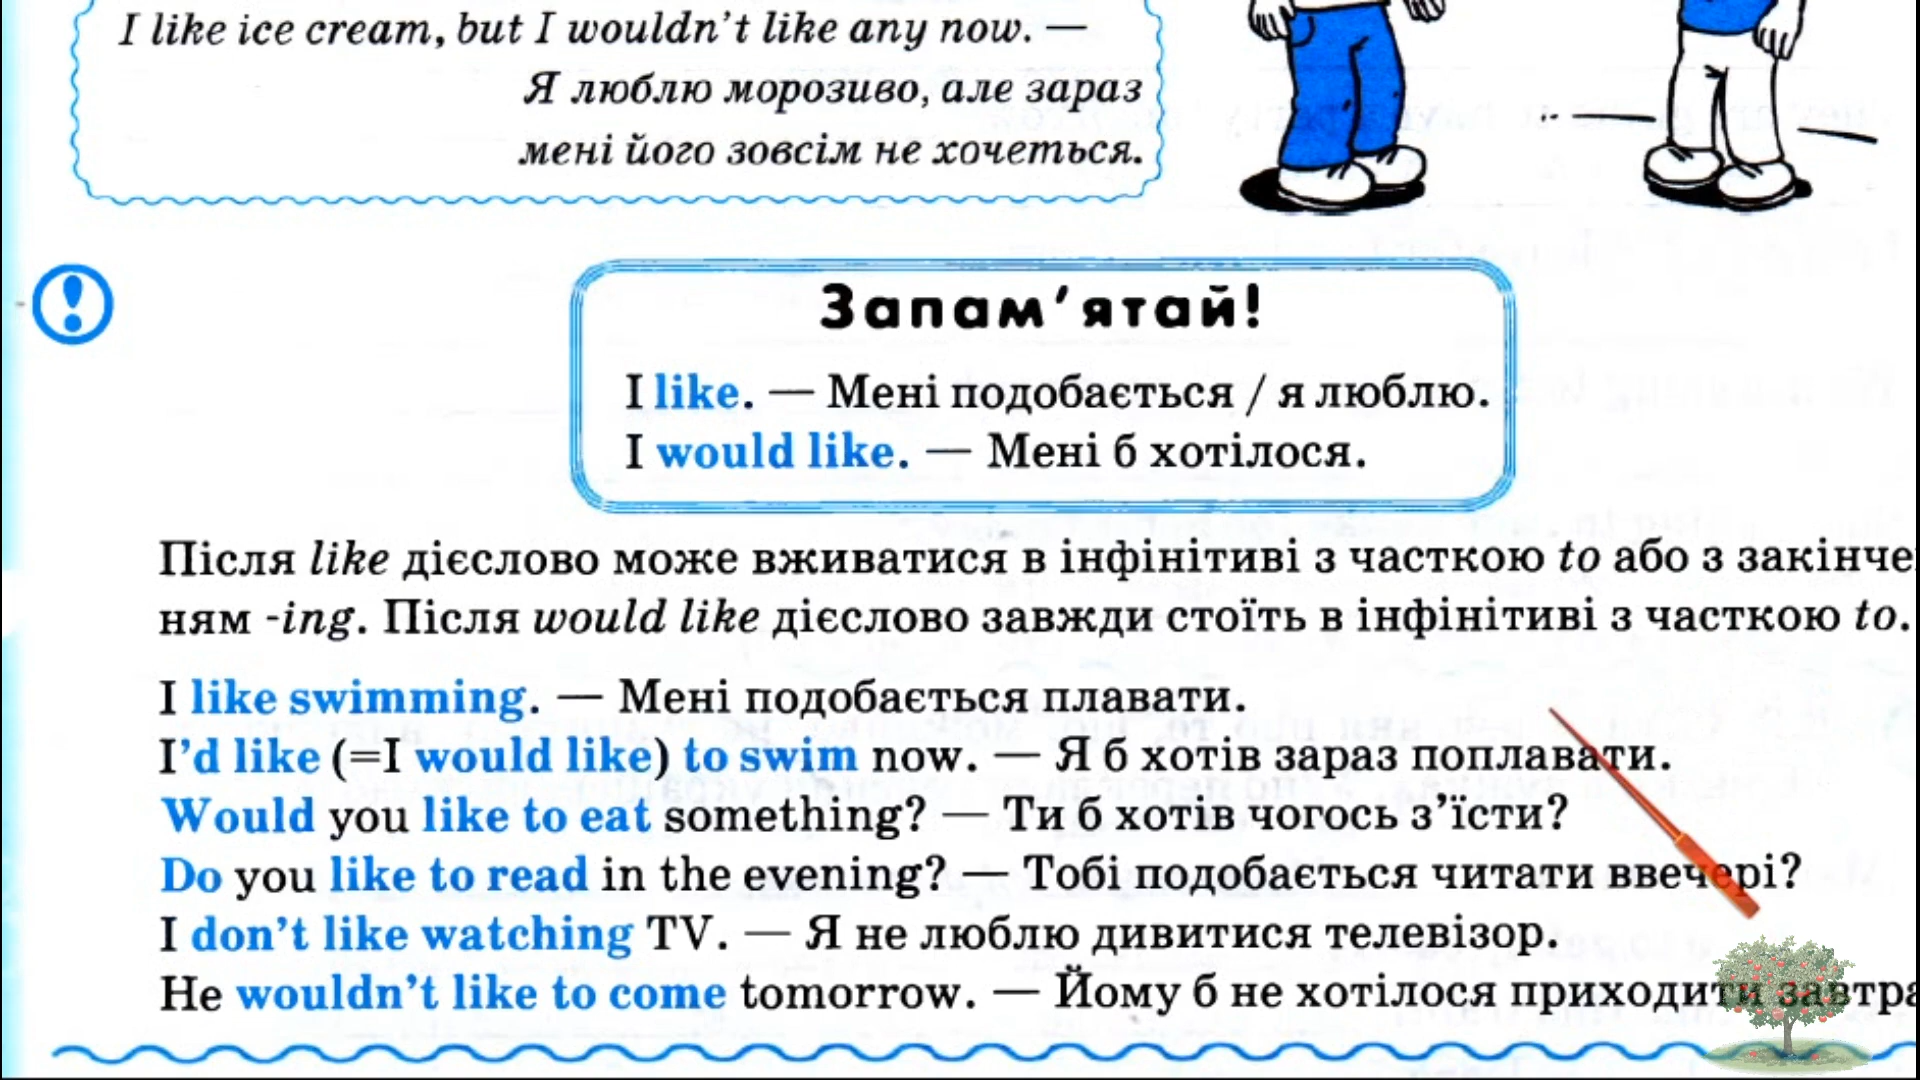 I like ice cream, but I wouldn't like any now. —
Я люблю морозиво, але зараз
мені його зовсім не хочеться.
Запам'ятай!
I like. — Мені подобається / я люблю.
I would like. — Мені б хотілося.
Після like дієслово може вживатися в інфінітиві з часткою to або з закінче
ням -ing. Після would like дієслово завжди стоїть в інфінітиві з часткою to.
I like swimming. — Мені подобається плавати.
I'd like (=I would like) to swim now. — Я б хотів зараз поплавати.
Would you like to eat something? — Ти б хотів чогось з'їсти?
Do you like to read in the evening? — Тобі подобається читати ввечері?
I don't like watching TV. — Я не люблю дивитися телевізор.
He wouldn't like to come tomorrow. — Йому б не хотілося приходити завтра